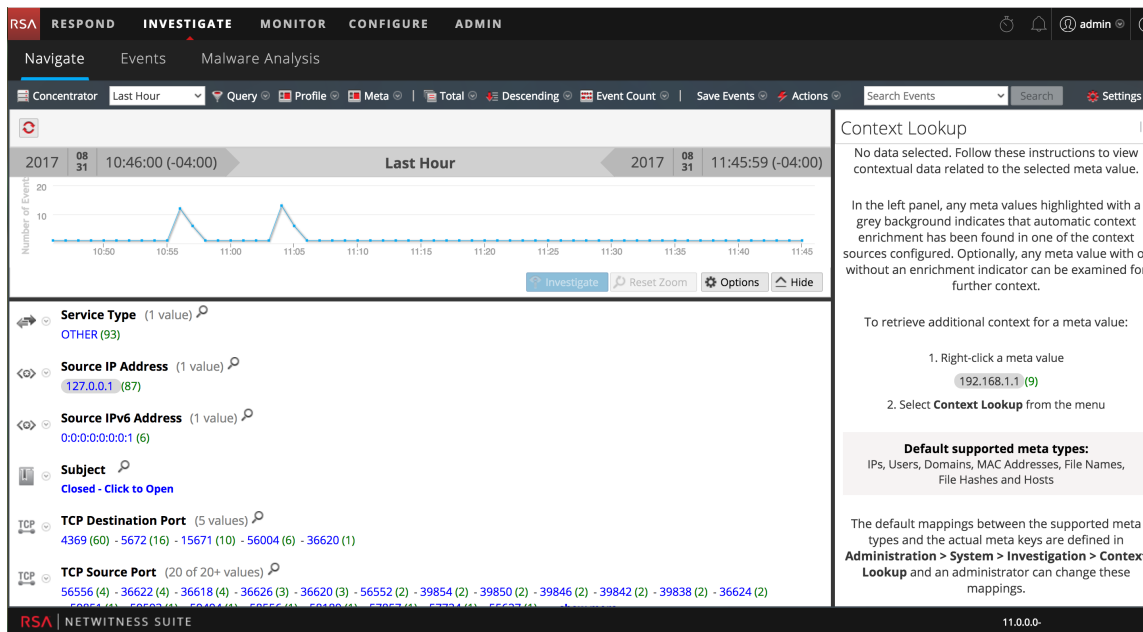 RSA RESPOND INVESTIGATE MONITOR CONFIGURE ADMIN admin
Navigate Events Malware Analysis
Concentrator Last Hour Query Profile Meta | Total Descending Event Count | Save Events Actions Search Events Search Settings
2017 08 31 10:46:00 (-04:00) Last Hour 2017 08 31 11:45:59 (-04:00)
Number of Event
20
10
10:50 10:55 11:00 11:05 11:10 11:15 11:20 11:25 11:30 11:35 11:40 11:45
Investigate Reset Zoom Options Hide
Service Type (1 value)
OTHER (93)
Source IP Address (1 value)
127.0.0.1 (87)
Source IPv6 Address (1 value)
0:0:0:0:0:0:0:1 (6)
Subject
Closed - Click to Open
TCP TCP Destination Port (5 values)
4369 (60) - 5672 (16) - 15671 (10) - 56004 (6) - 36620 (1)
TCP TCP Source Port (20 of 20+ values)
56556 (4) - 36622 (4) - 36618 (4) - 36626 (3) - 36620 (3) - 56552 (2) - 39854 (2) - 39850 (2) - 39846 (2) - 39842 (2) - 39838 (2) - 36624 (2)
Context Lookup
No data selected. Follow these instructions to view
contextual data related to the selected meta value.
In the left panel, any meta values highlighted with a
grey background indicates that automatic context
enrichment has been found in one of the context
sources configured. Optionally, any meta value with o
without an enrichment indicator can be examined for
further context.
To retrieve additional context for a meta value:
1. Right-click a meta value
192.168.1.1 (9)
2. Select Context Lookup from the menu
Default supported meta types:
IPs, Users, Domains, MAC Addresses, File Names,
File Hashes and Hosts
The default mappings between the supported meta
types and the actual meta keys are defined in
Administration > System > Investigation > Contex
Lookup and an administrator can change these
mappings.
RSA | NETWITNESS SUITE 11.0.0.0-